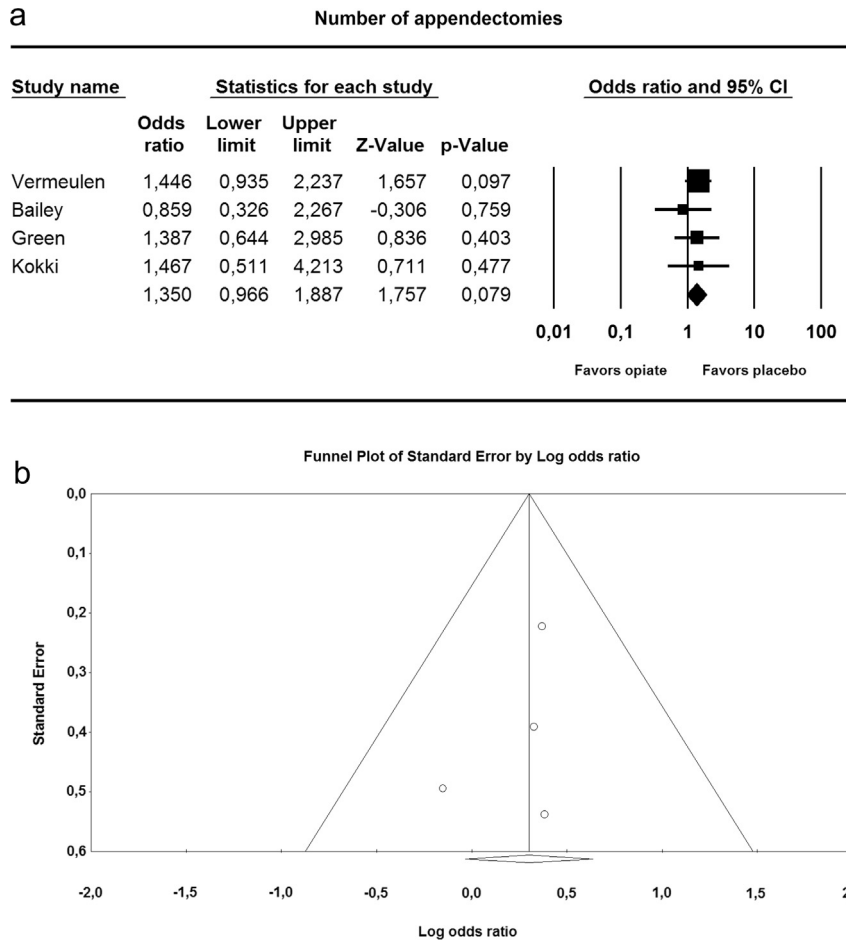 a
Number of appendectomies
Study name Statistics for each study Odds ratio and 95% CI
Odds Lower Upper
ratio limit limit Z-Value p-Value
Vermeulen 1,446 0,935 2,237 1,657 0,097
Bailey 0,859 0,326 2,267 -0,306 0,759
Green 1,387 0,644 2,985 0,836 0,403
Kokki 1,467 0,511 4,213 0,711 0,477
1,350 0,966 1,887 1,757 0,079
0,01 0,1 1 10 100
Favors opiate Favors placebo
b
Funnel Plot of Standard Error by Log odds ratio
0,0
0,1
0,2
0,3
0,4
0,5
0,6
Standard Error
-2,0 -1,5 -1,0 -0,5 0,0 0,5 1,0 1,5 2
Log odds ratio